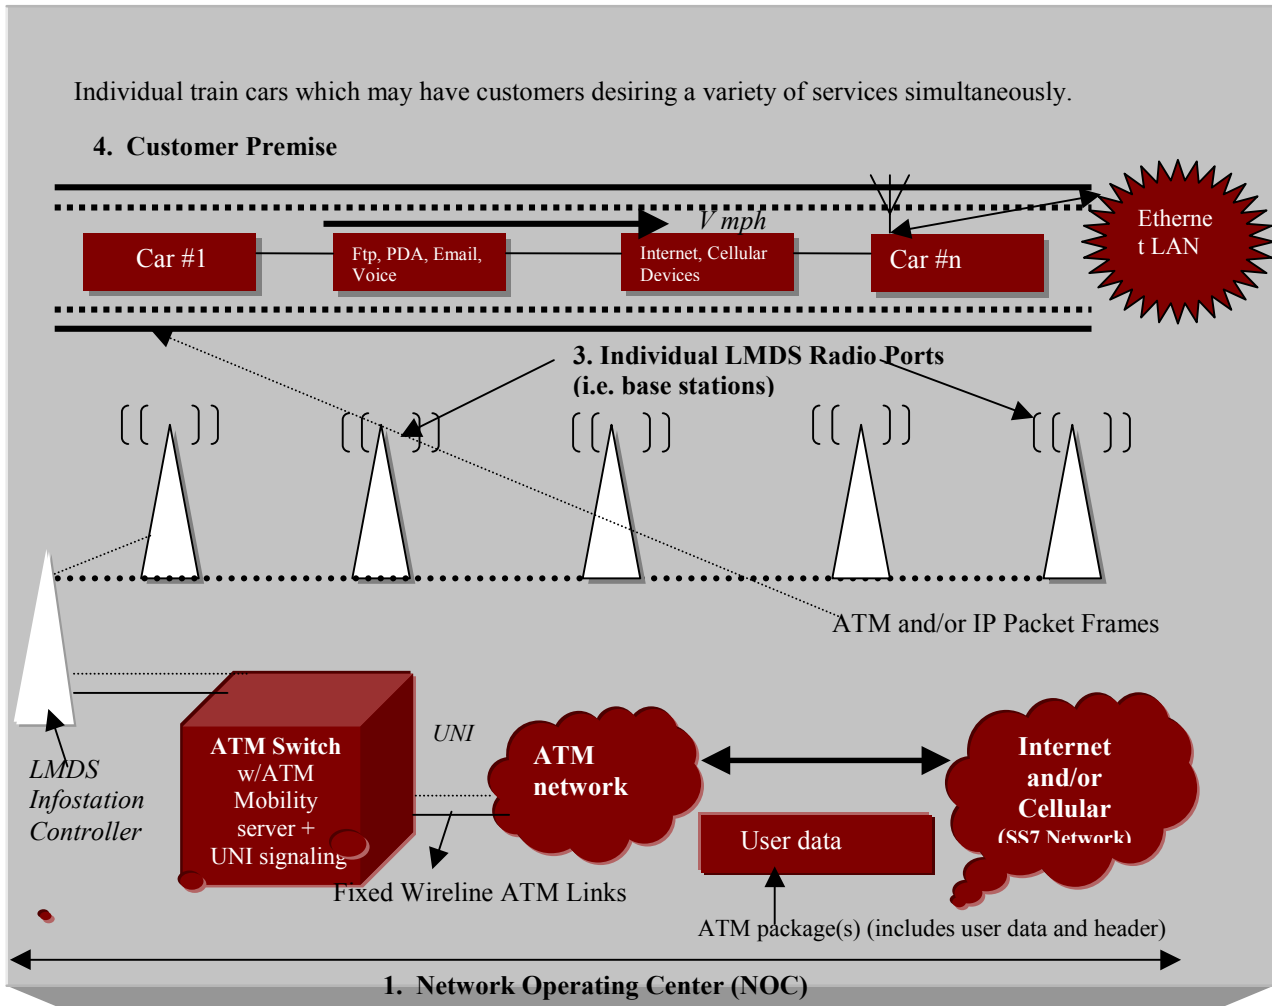 Individual train cars which may have customers desiring a variety of services simultaneously.
4. Customer Premise
V mph
Etherne
t LAN
Car #1
Ftp, PDA, Email,
Voice
Internet, Cellular
Devices
Car #n
3. Individual LMDS Radio Ports
(i.e. base stations)
ATM and/or IP Packet Frames
LMDS
Infostation
Controller
ATM Switch
w/ATM
Mobility
server +
UNI signaling
UNI
ATM
network
Internet
and/or
Cellular
(SS7 Network)
User data
Fixed Wireline ATM Links
ATM package(s) (includes user data and header)
1. Network Operating Center (NOC)